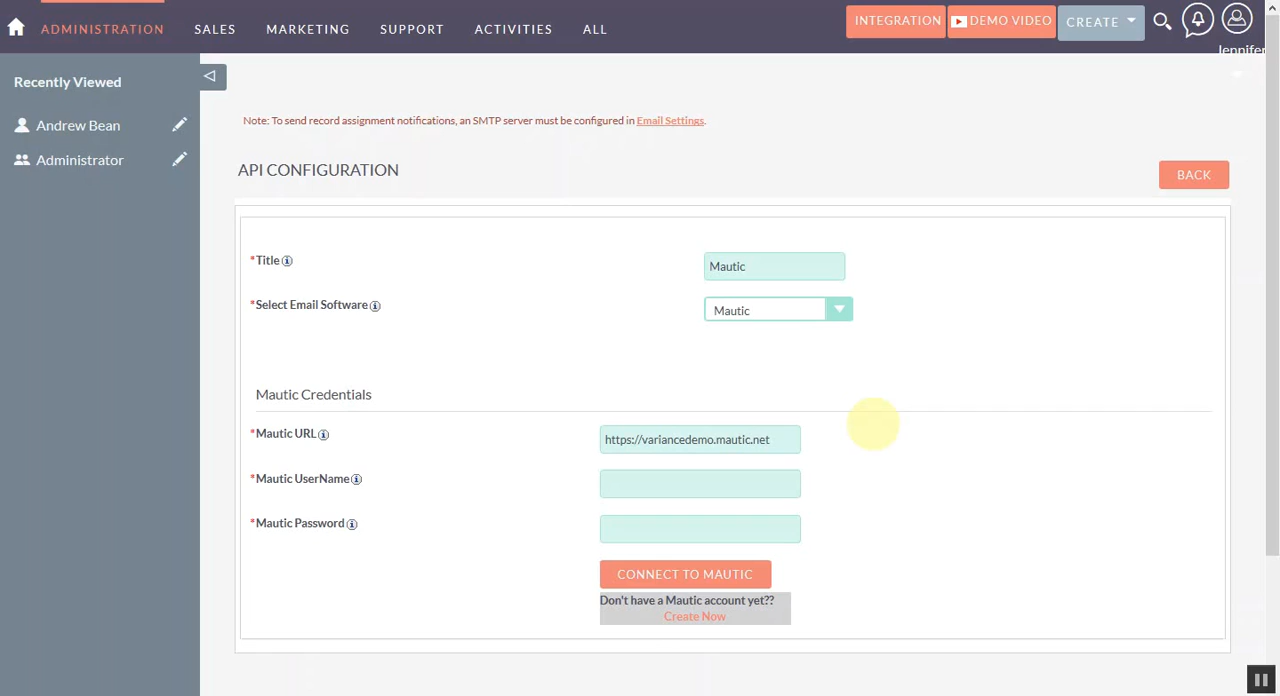 ADMINISTRATION SALES MARKETING SUPPORT ACTIVITIES ALL INTEGRATION DEMO VIDEO CREATE
Jennifer
Recently Viewed
Andrew Bean
Administrator
Note: To send record assignment notifications, an SMTP server must be configured in Email Settings.
API CONFIGURATION
BACK
*Title
Mautic
*Select Email Software
Mautic
Mautic Credentials
*Mautic URL
https://variancedemo.mautic.net
*Mautic UserName
*Mautic Password
CONNECT TO MAUTIC
Don't have a Mautic account yet??
Create Now